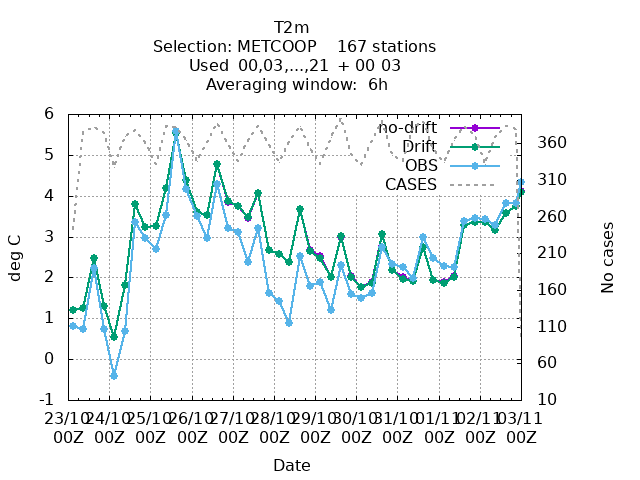 T2m
Selection: METCOOP    167 stations
Used  00,03,...,21  + 00 03
Averaging window:  6h
no-drift
Drift
OBS
CASES
6
5
4
3
2
1
0
-1
deg C
360
310
260
210
160
110
60
10
No cases
23/10 24/10 25/10 26/10 27/10 28/10 29/10 30/10 31/10 01/11 02/11 03/11
00Z 00Z 00Z 00Z 00Z 00Z 00Z 00Z 00Z 00Z 00Z 00Z
Date